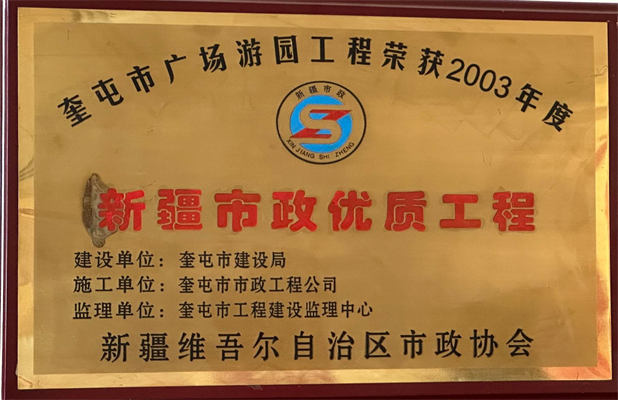 奎屯市广场游园工程荣获2003年度
新疆市政
XIN JIANG SHI ZHENG
新疆市政优质工程
建设单位：奎屯市建设局
施工单位：奎屯市市政工程公司
监理单位：奎屯市工程建设监理中心
新疆维吾尔自治区市政协会